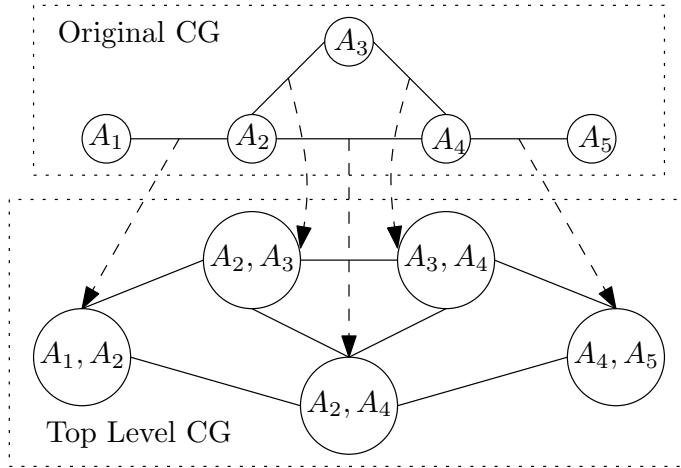 Original CG
A₃
A₁
A₂
A₄
A₅
A₂, A₃
A₃, A₄
A₁, A₂
A₄, A₅
A₂, A₄
Top Level CG